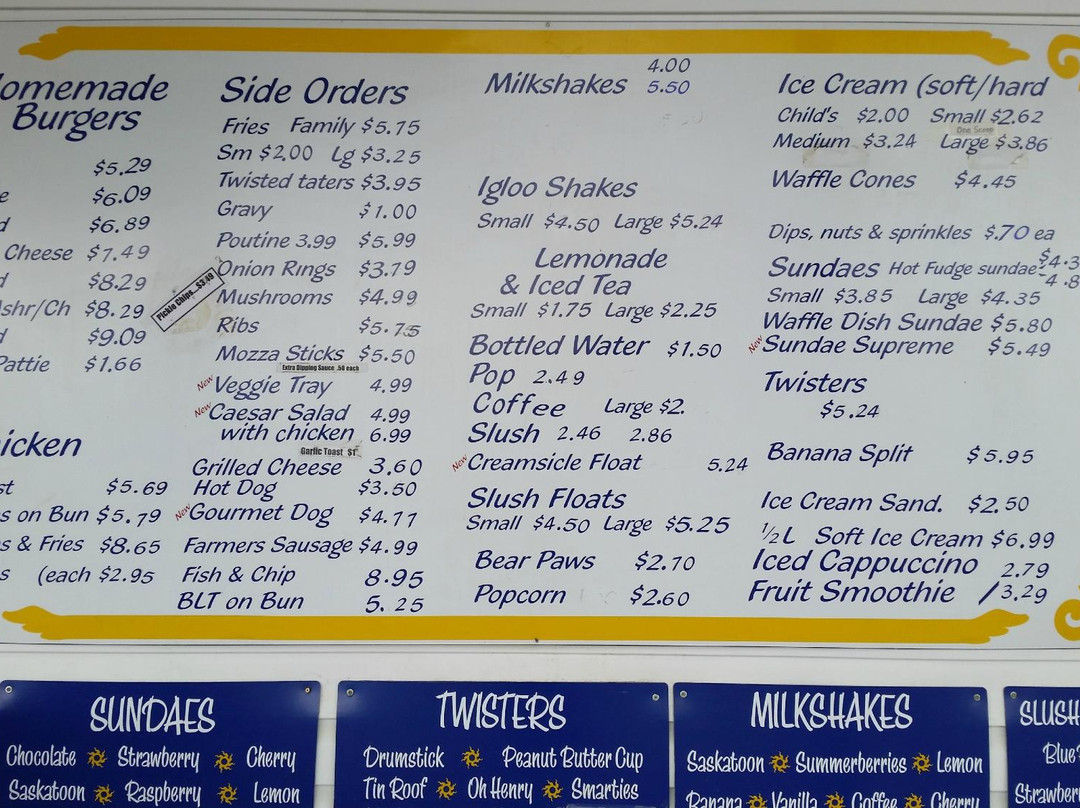 Burgers
$5.29
$6.09
$6.89
Cheese $7.49
$8.29
$8.29
$9.09
Pattie $1.66
$5.69
on Bun $5.79
& Fries $8.65
(each $2.95
Pickle Chips..$3.49
Side Orders
Fries Family $5.75
Sm $2.00 Lg $3.25
Twisted taters $3.95
Gravy $1.00
Poutine 3.99 $5.99
Onion Rings $3.79
Mushrooms $4.99
Ribs $5.75
Mozza Sticks $5.50
Extra Dipping Sauce .50 each
New Veggie Tray 4.99
New Caesar Salad 4.99
with chicken 6.99
Garlic Toast $1
Grilled Cheese 3.60
Hot Dog $3.50
New Gourmet Dog $4.77
Farmers Sausage $4.99
Fish & Chip 8.95
BLT on Bun 5.25
Milkshakes 4.00
5.50
Igloo Shakes
Small $4.50 Large $5.24
Lemonade
& Iced Tea
Small $1.75 Large $2.25
Bottled Water $1.50
Pop 2.49
Coffee Large $2.
Slush 2.46 2.86
New Creamsicle Float 5.24
Slush Floats
Small $4.50 Large $5.25
Bear Paws $2.70
Popcorn $2.60
Ice Cream (soft/hard
Child's $2.00 Small $2.62
One Scoop
Medium $3.24 Large $3.86
Waffle Cones $4.45
Dips, nuts & sprinkles $.70 ea
Sundaes Hot Fudge sundae
Small $3.85 Large $4.35
Waffle Dish Sundae $5.80
New Sundae Supreme $5.49
Twisters
$5.24
Banana Split $5.95
Ice Cream Sand. $2.50
½ L Soft Ice Cream $6.99
Iced Cappuccino 2.79
Fruit Smoothie / 3.29
SUNDAES
Chocolate Strawberry Cherry
Saskatoon Raspberry Lemon
TWISTERS
Drumstick Peanut Butter Cup
Tin Roof Oh Henry Smarties
MILKSHAKES
Saskatoon Summerberries Lemon
Banana Vanilla Coffee Cherry
SLUSH
Blue